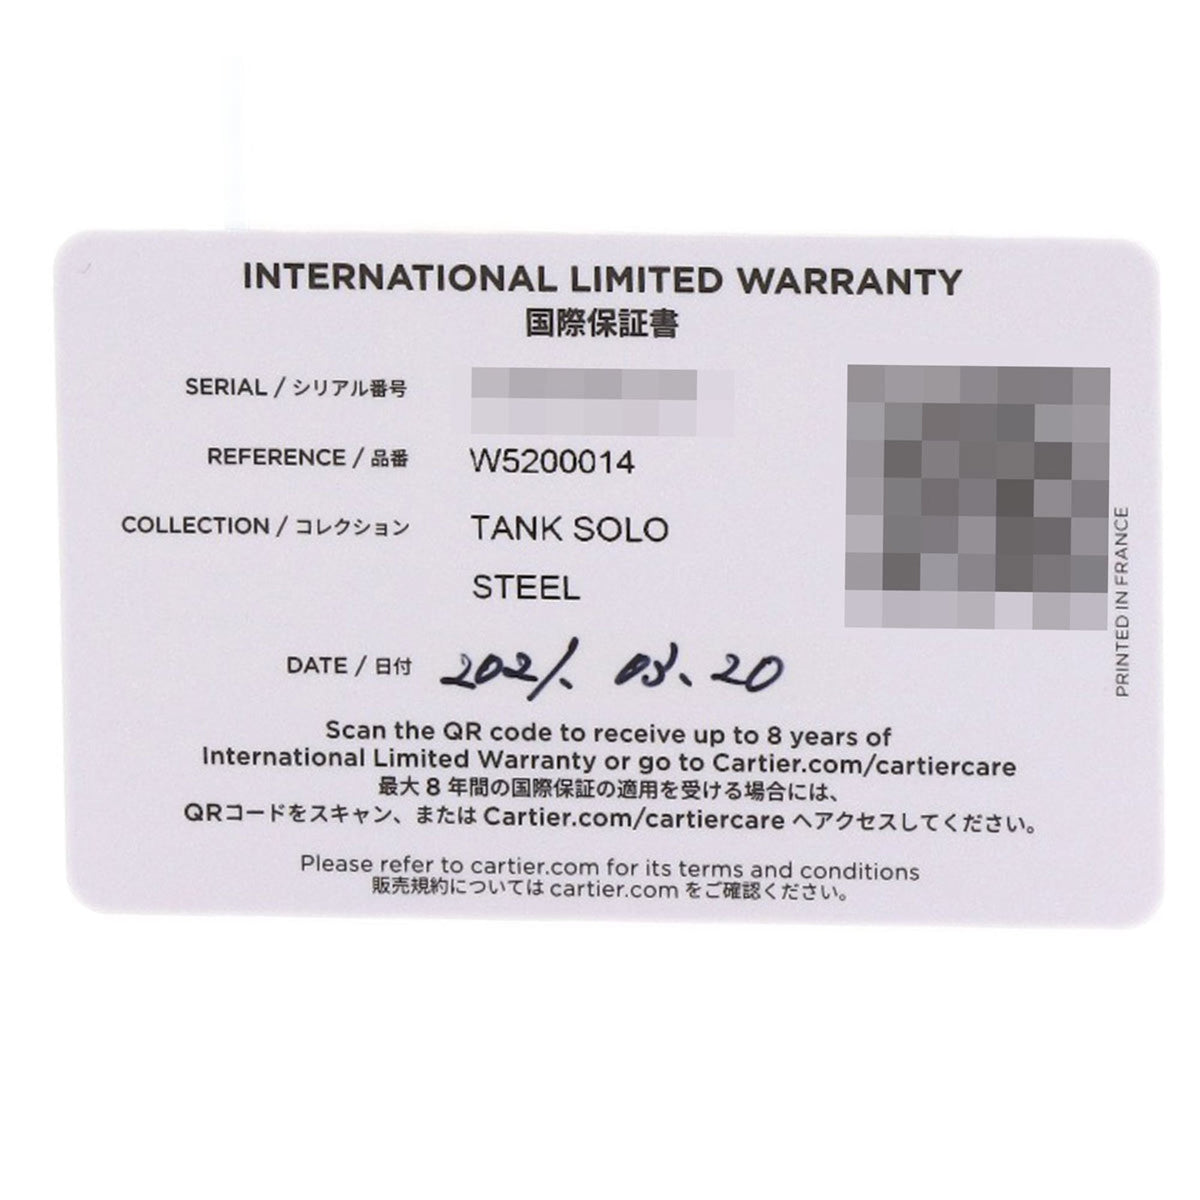 INTERNATIONAL LIMITED WARRANTY
国際保証書
SERIAL / シリアル番号
REFERENCE / 品番 W5200014
COLLECTION / コレクション TANK SOLO
STEEL
DATE / 日付 2021. 03. 20
Scan the QR code to receive up to 8 years of
International Limited Warranty or go to Cartier.com/cartiercare
最大 8 年間の国際保証の適用を受ける場合には、
QRコードをスキャン、または Cartier.com/cartiercare へアクセスしてください。
Please refer to cartier.com for its terms and conditions
販売規約については cartier.com をご確認ください。
PRINTED IN FRANCE